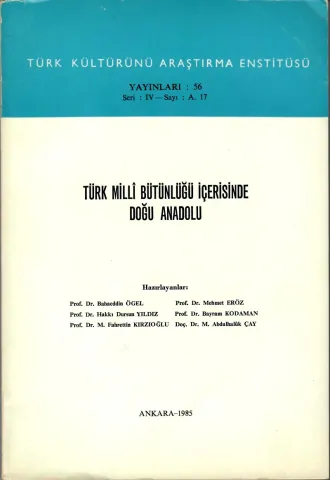 TÜRK KÜLTÜRÜNÜ ARAŞTIRMA ENSTİTÜSÜ
YAYINLARI : 56
Seri : IV — Sayı : A. 17
TÜRK MİLLÎ BÜTÜNLÜĞÜ İÇERİSİNDE
DOĞU ANADOLU
Hazırlayanlar:
Prof. Dr. Bahaeddin ÖGEL Prof. Dr. Mehmet ERÖZ
Prof. Dr. Hakkı Dursun YILDIZ Prof. Dr. Bayram KODAMAN
Prof. Dr. M. Fahrettin KIRZIOĞLU Doç. Dr. M. Abdulhalûk ÇAY
ANKARA–1985